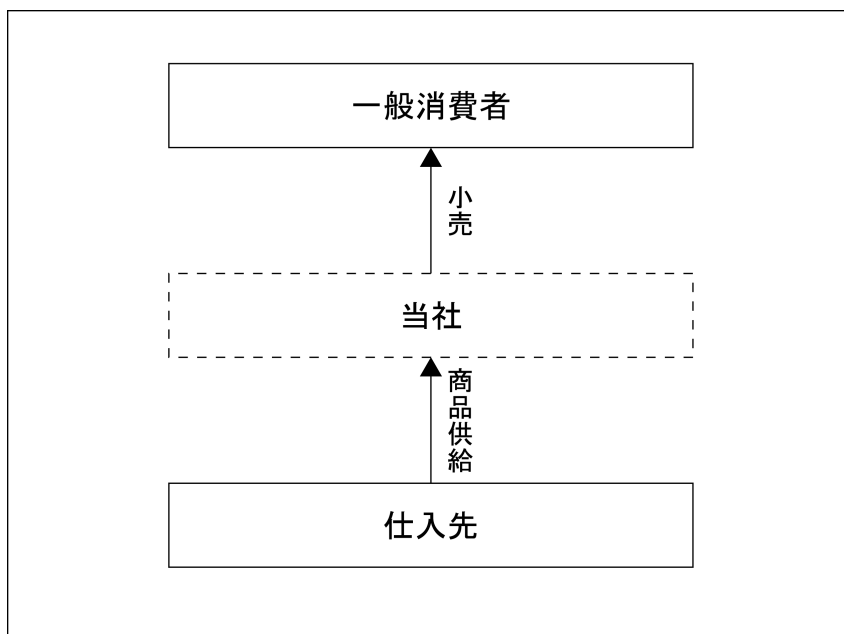 一般消費者
小売
当社
商品供給
仕入先